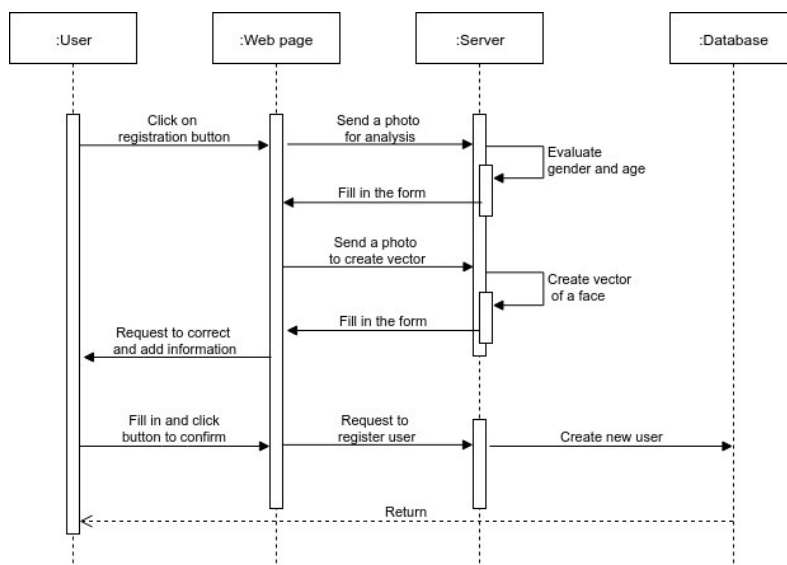 :User
:Web page
:Server
:Database
Click on
registration button
Send a photo
for analysis
Evaluate
gender and age
Fill in the form
Send a photo
to create vector
Create vector
of a face
Fill in the form
Request to correct
and add information
Fill in and click
button to confirm
Request to
register user
Create new user
Return